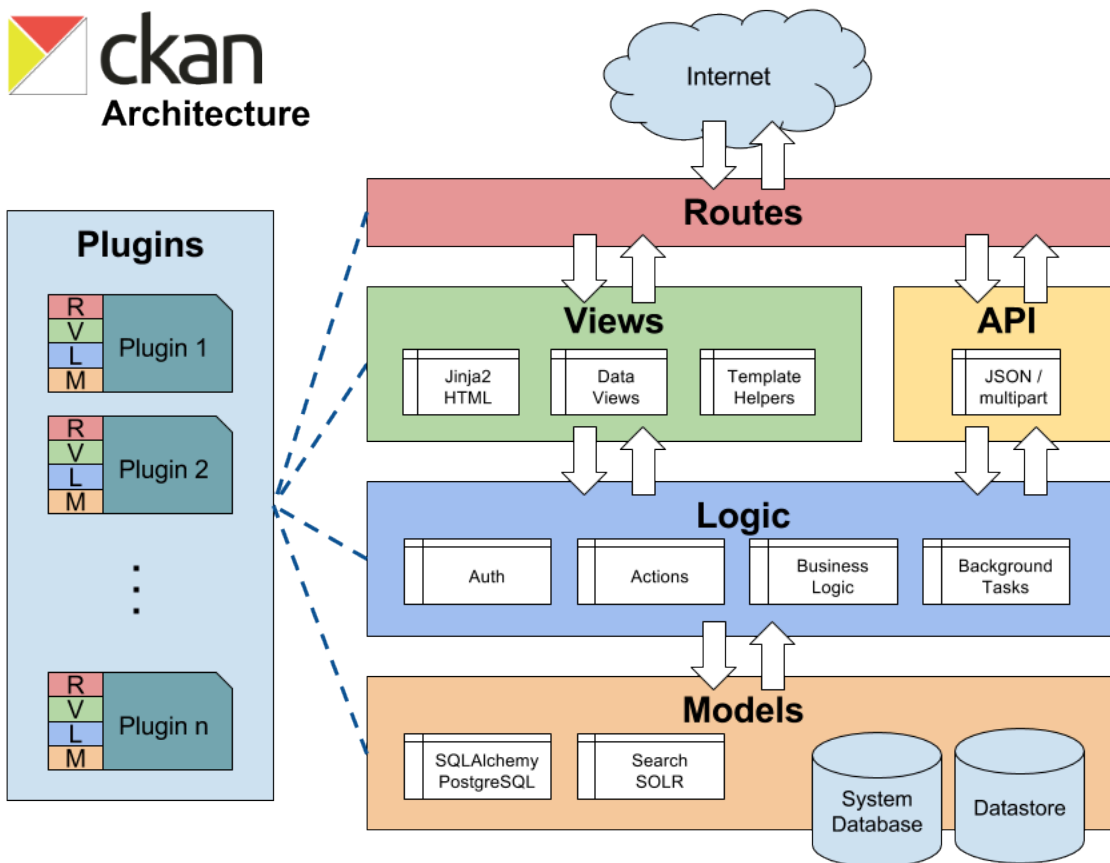 ckan
Architecture
Internet
Routes
Plugins
R
V
L
M
Plugin 1
R
V
L
M
Plugin 2
R
V
L
M
Plugin n
Views
Jinja2
HTML
Data
Views
Template
Helpers
API
JSON /
multipart
Logic
Auth
Actions
Business
Logic
Background
Tasks
Models
SQLAlchemy
PostgreSQL
Search
SOLR
System
Database
Datastore